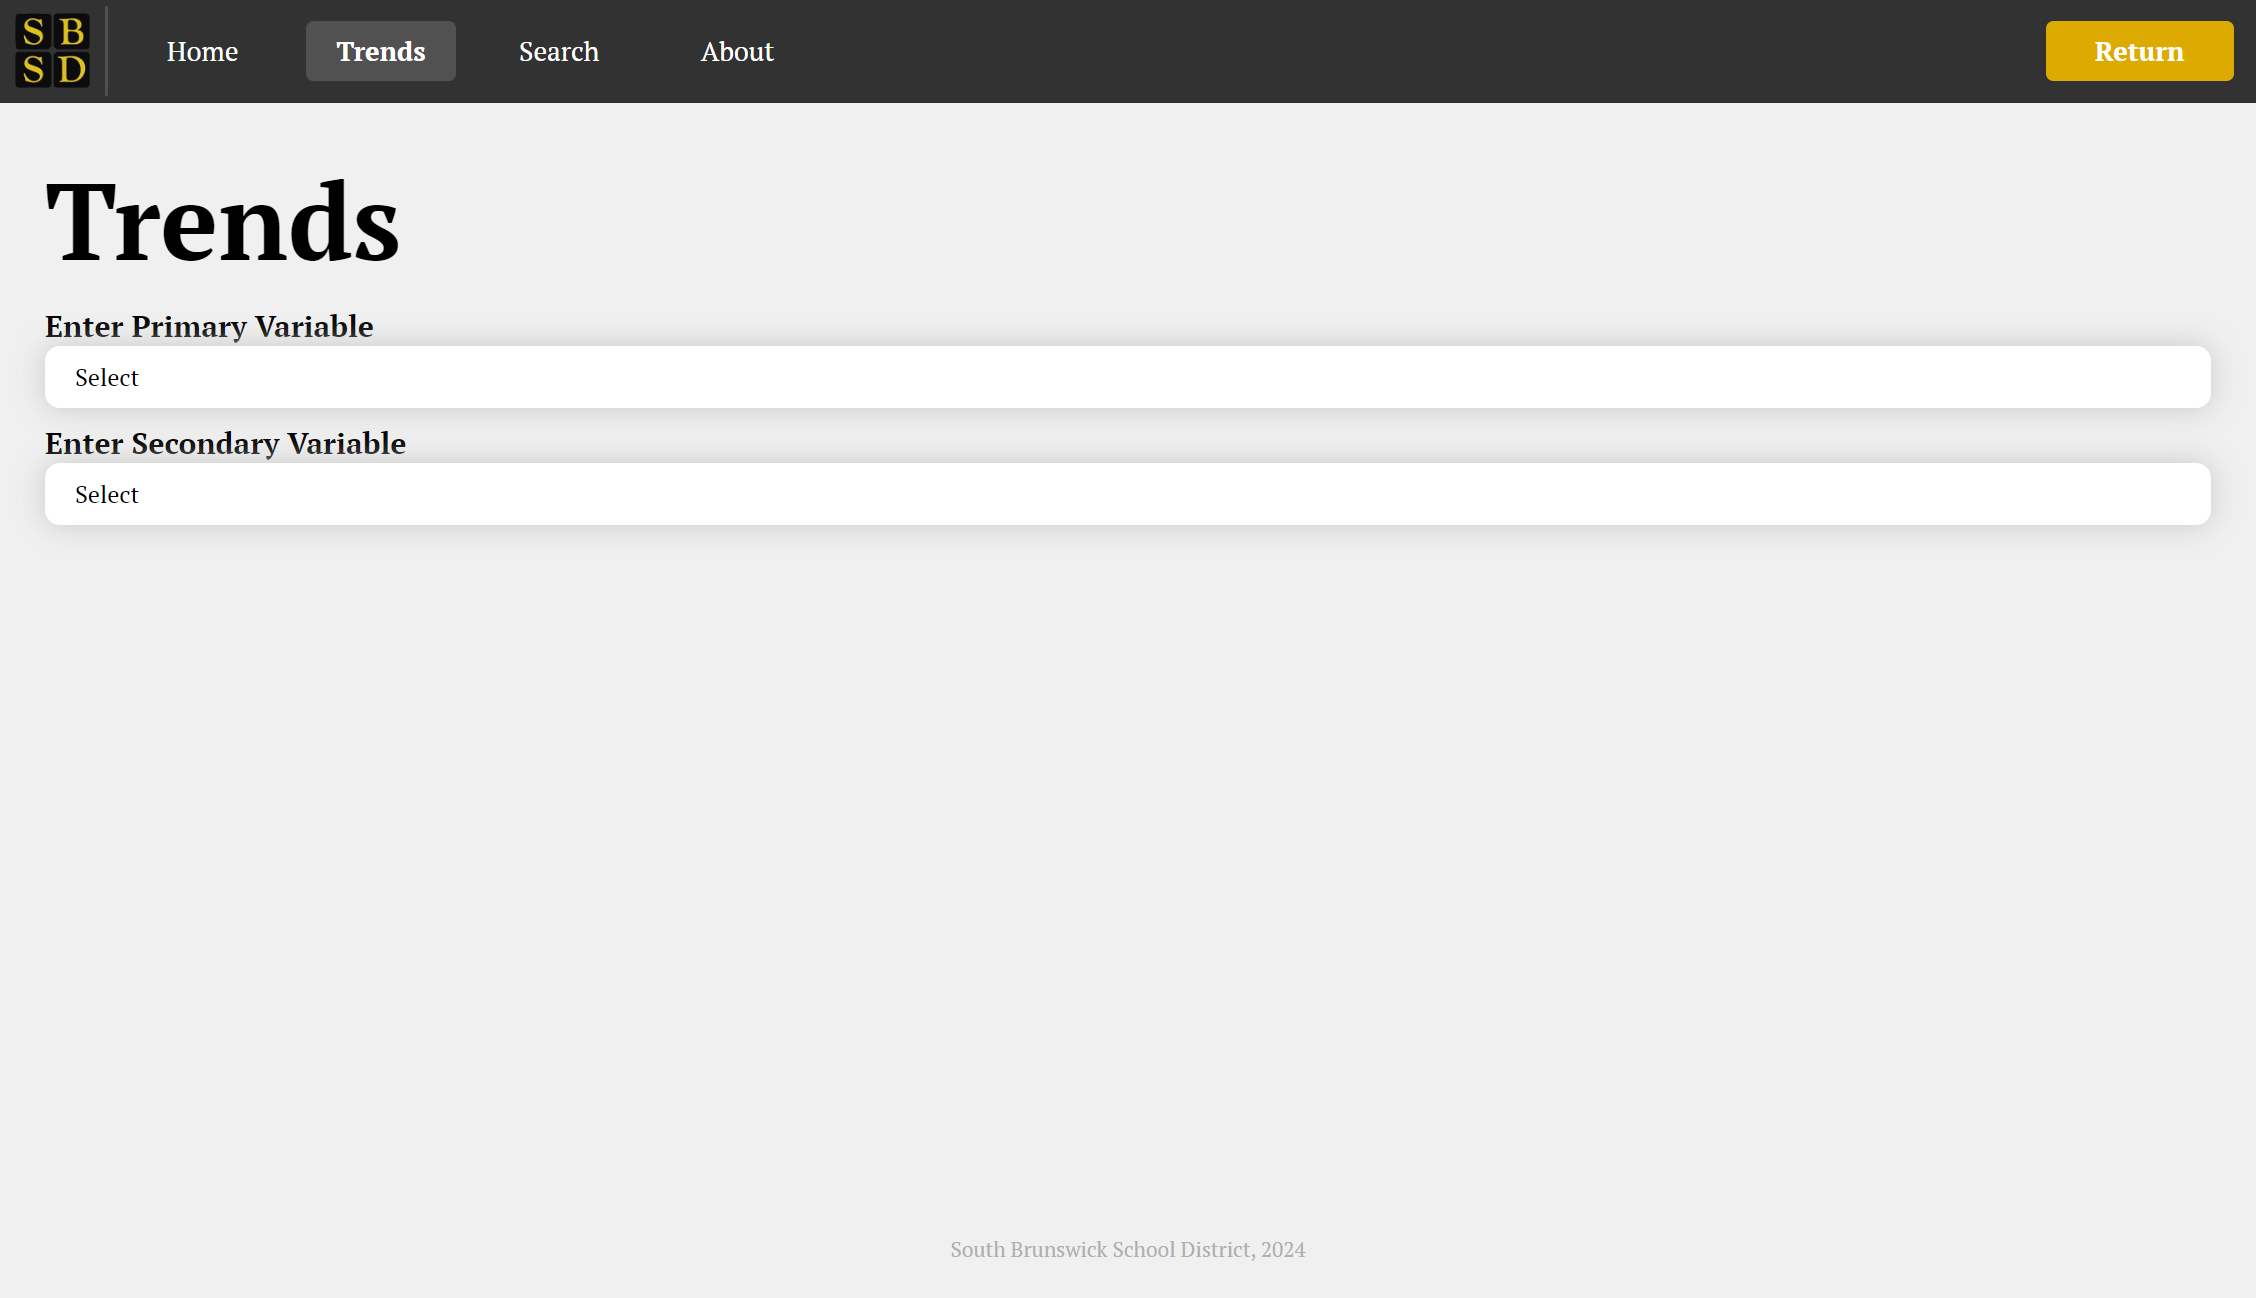 S B
S D
Home
Trends
Search
About
Return
Trends
Enter Primary Variable
Select
Enter Secondary Variable
Select
South Brunswick School District, 2024